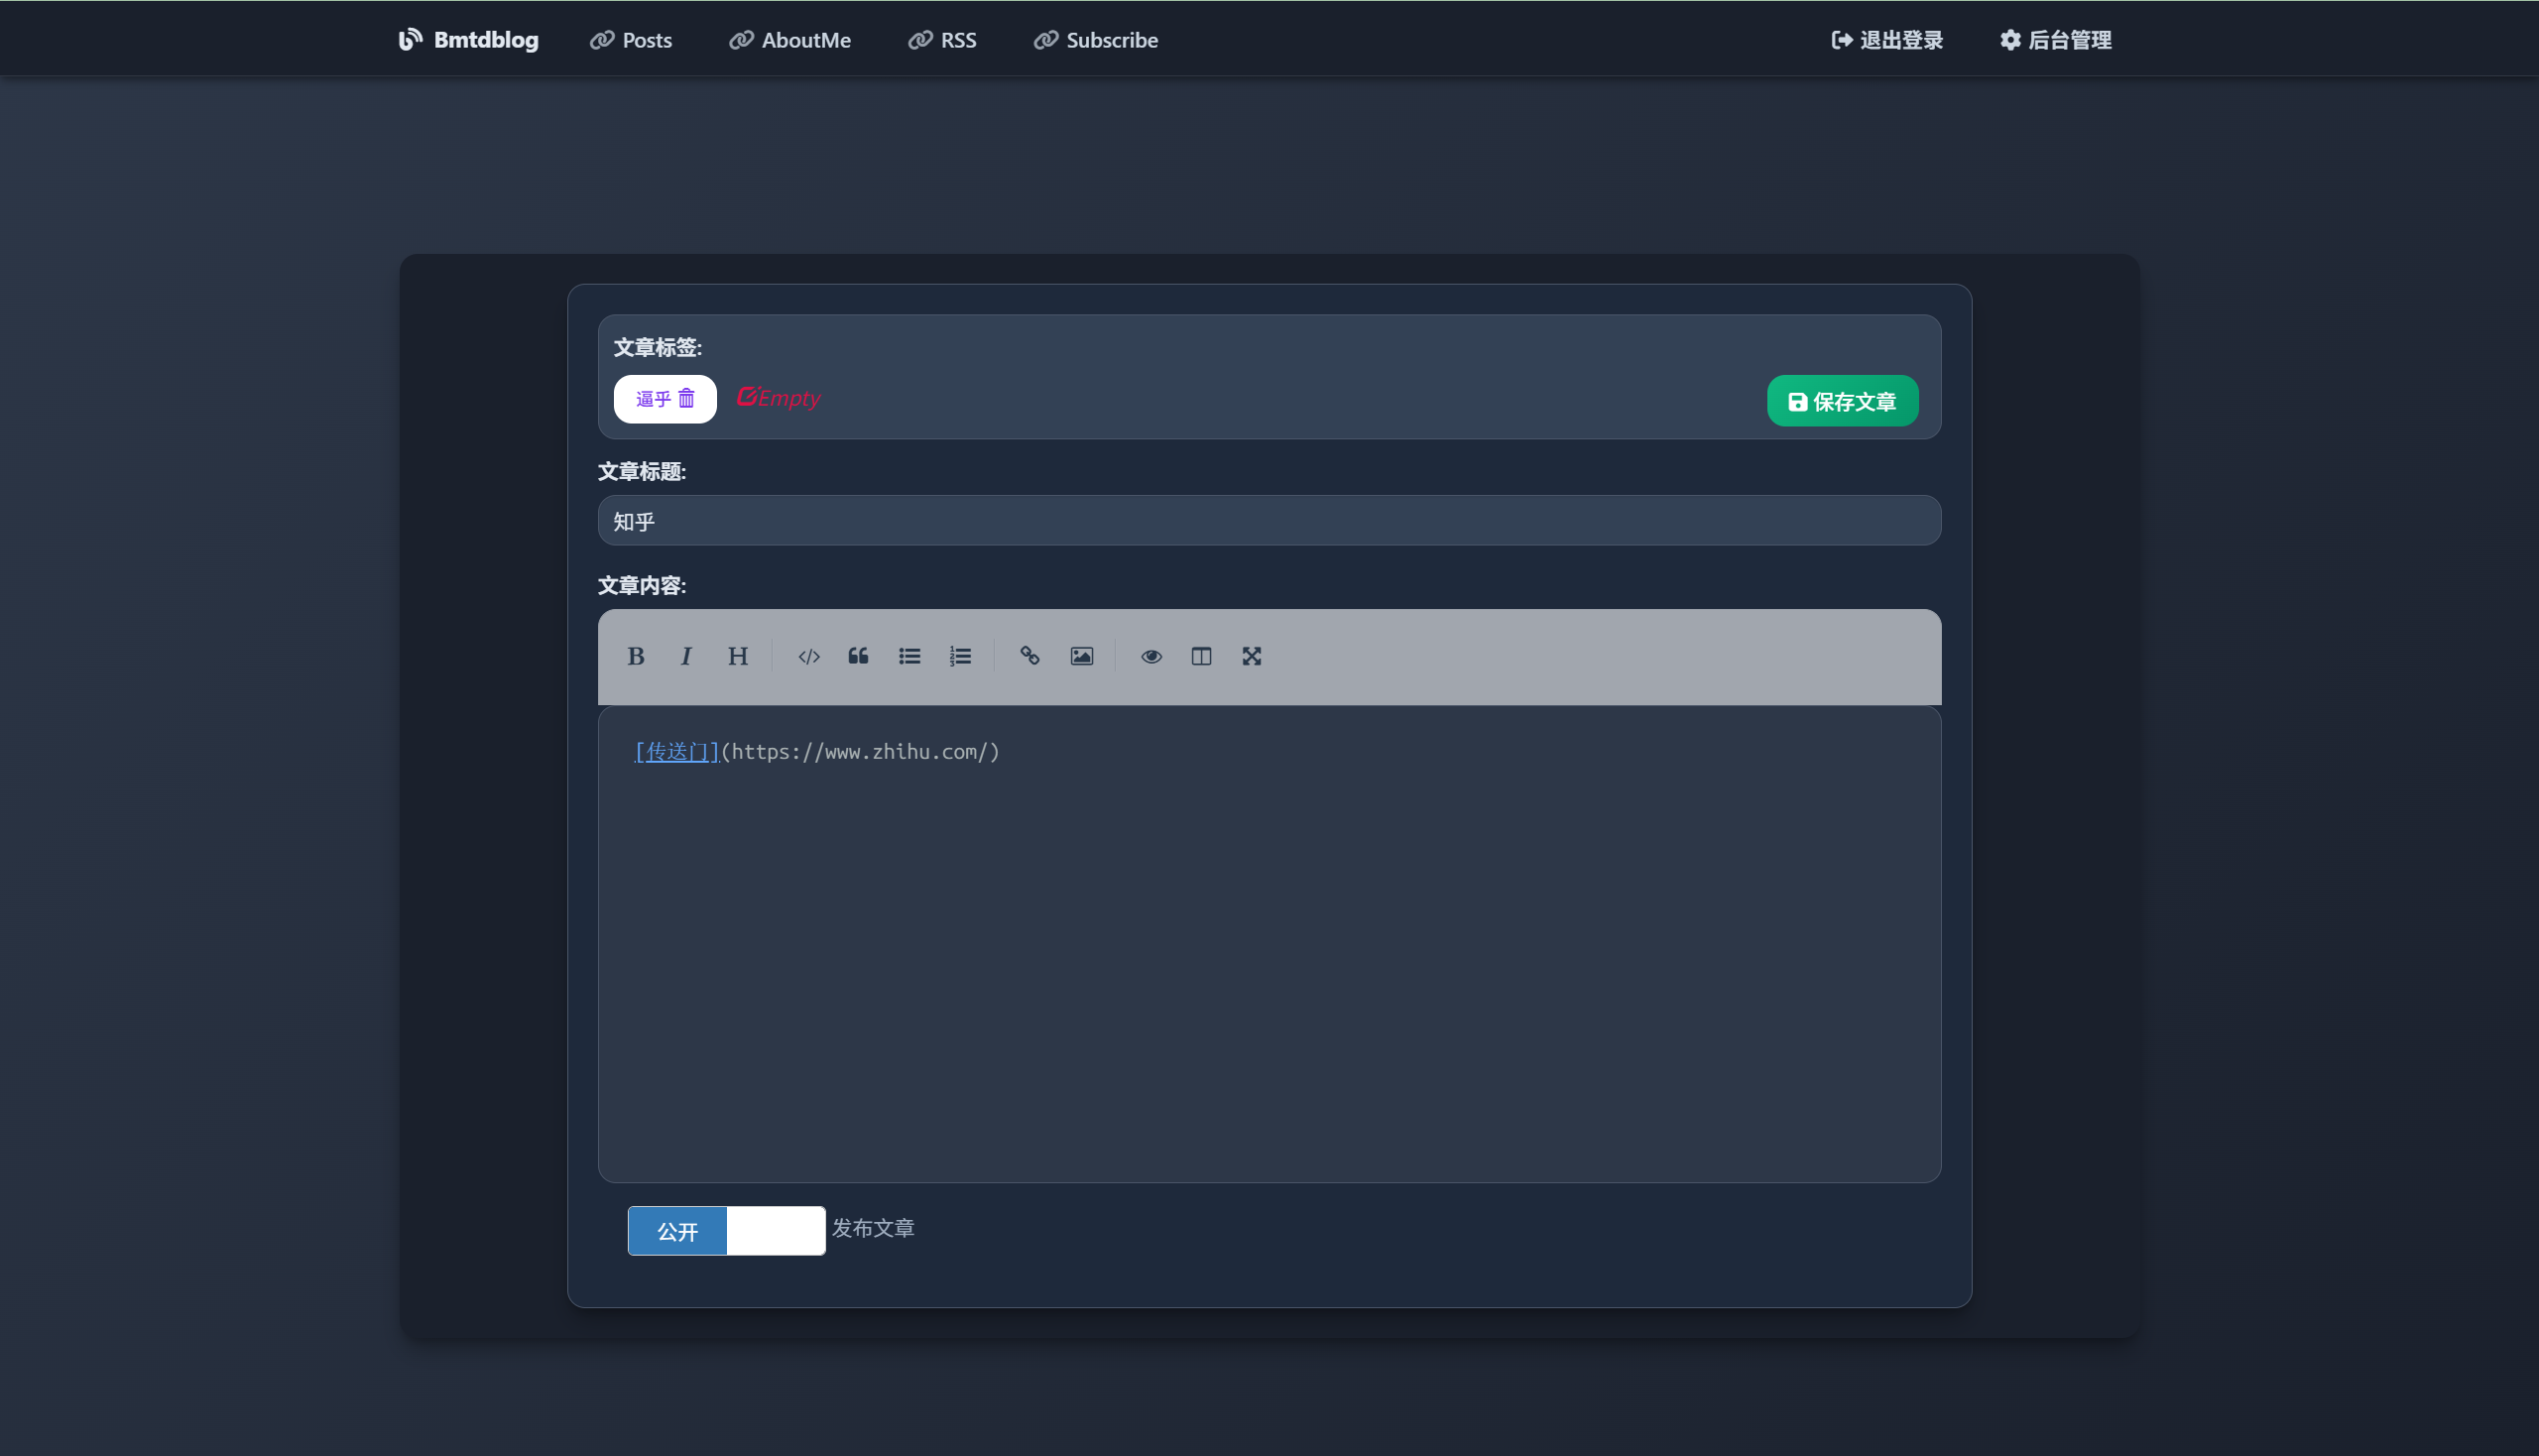 Bmtdblog Posts AboutMe RSS Subscribe 退出登录 后台管理
文章标签:
逼乎 Empty 保存文章
文章标题:
知乎
文章内容:
B I H
[传送门](https://www.zhihu.com/)
公开 发布文章